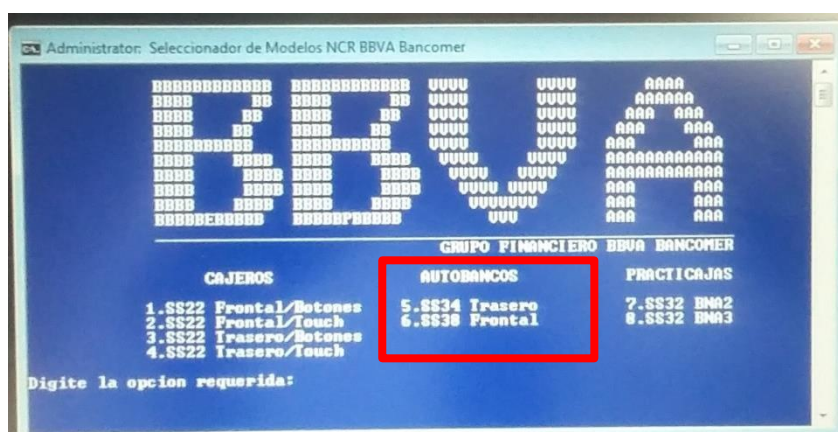 Administrator: Seleccionador de Modelos NCR BBVA Bancomer
BBVA
GRUPO FINANCIERO BBVA BANCOMER
CAJEROS AUTOBANCOS PRACTICAJAS
1.SS22 Frontal/Botones 5.SS34 Trasero 7.SS32 BNA2
2.SS22 Frontal/Touch 6.SS38 Frontal 8.SS32 BNA3
3.SS22 Trasero/Botones
4.SS22 Trasero/Touch
Digite la opcion requerida: